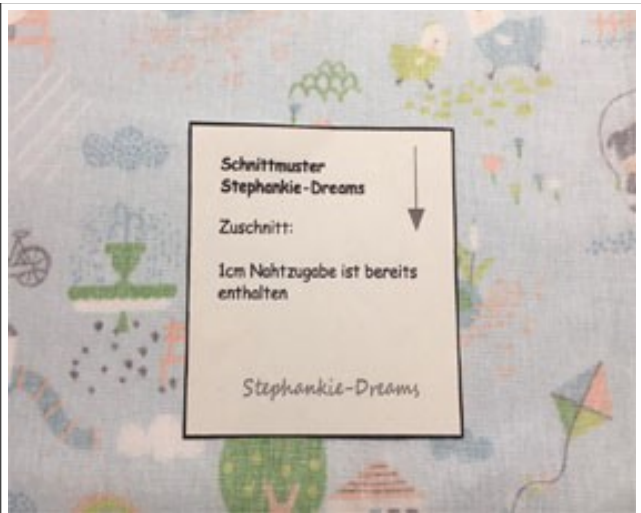 Schnittmuster
Stephankie-Dreams
Zuschnitt:
1cm Nahtzugabe ist bereits
enthalten
Stephankie-Dreams